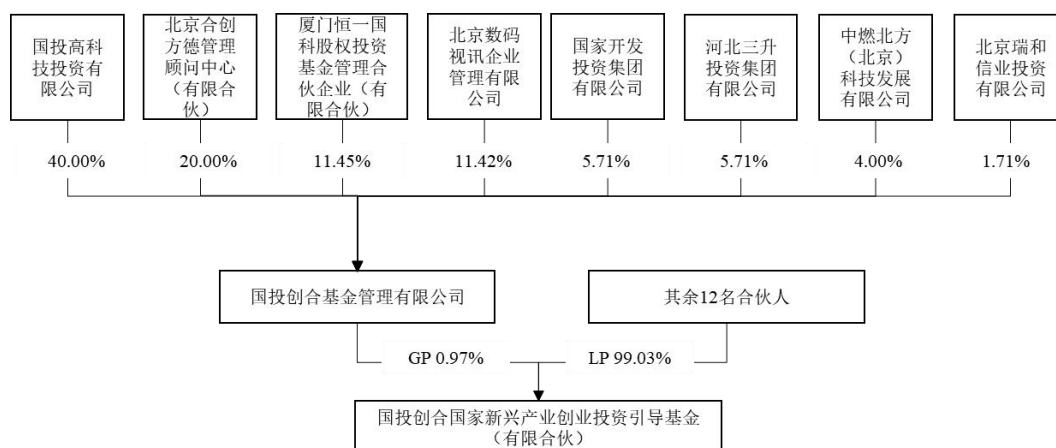 国投高科
技投资有
限公司
北京合创
方德管理
顾问中心
（有限合
伙）
厦门恒一国
科股权投资
基金管理合
伙企业（有
限合伙）
北京数码
视讯企业
管理有限
公司
国家开发
投资集团
有限公司
河北三升
投资集团
有限公司
中燃北方
（北京）
科技发展
有限公司
北京瑞和
信业投资
有限公司
40.00%
20.00%
11.45%
11.42%
5.71%
5.71%
4.00%
1.71%
国投创合基金管理有限公司
其余12名合伙人
GP 0.97%
LP 99.03%
国投创合国家新兴产业创业投资引导基金
（有限合伙）